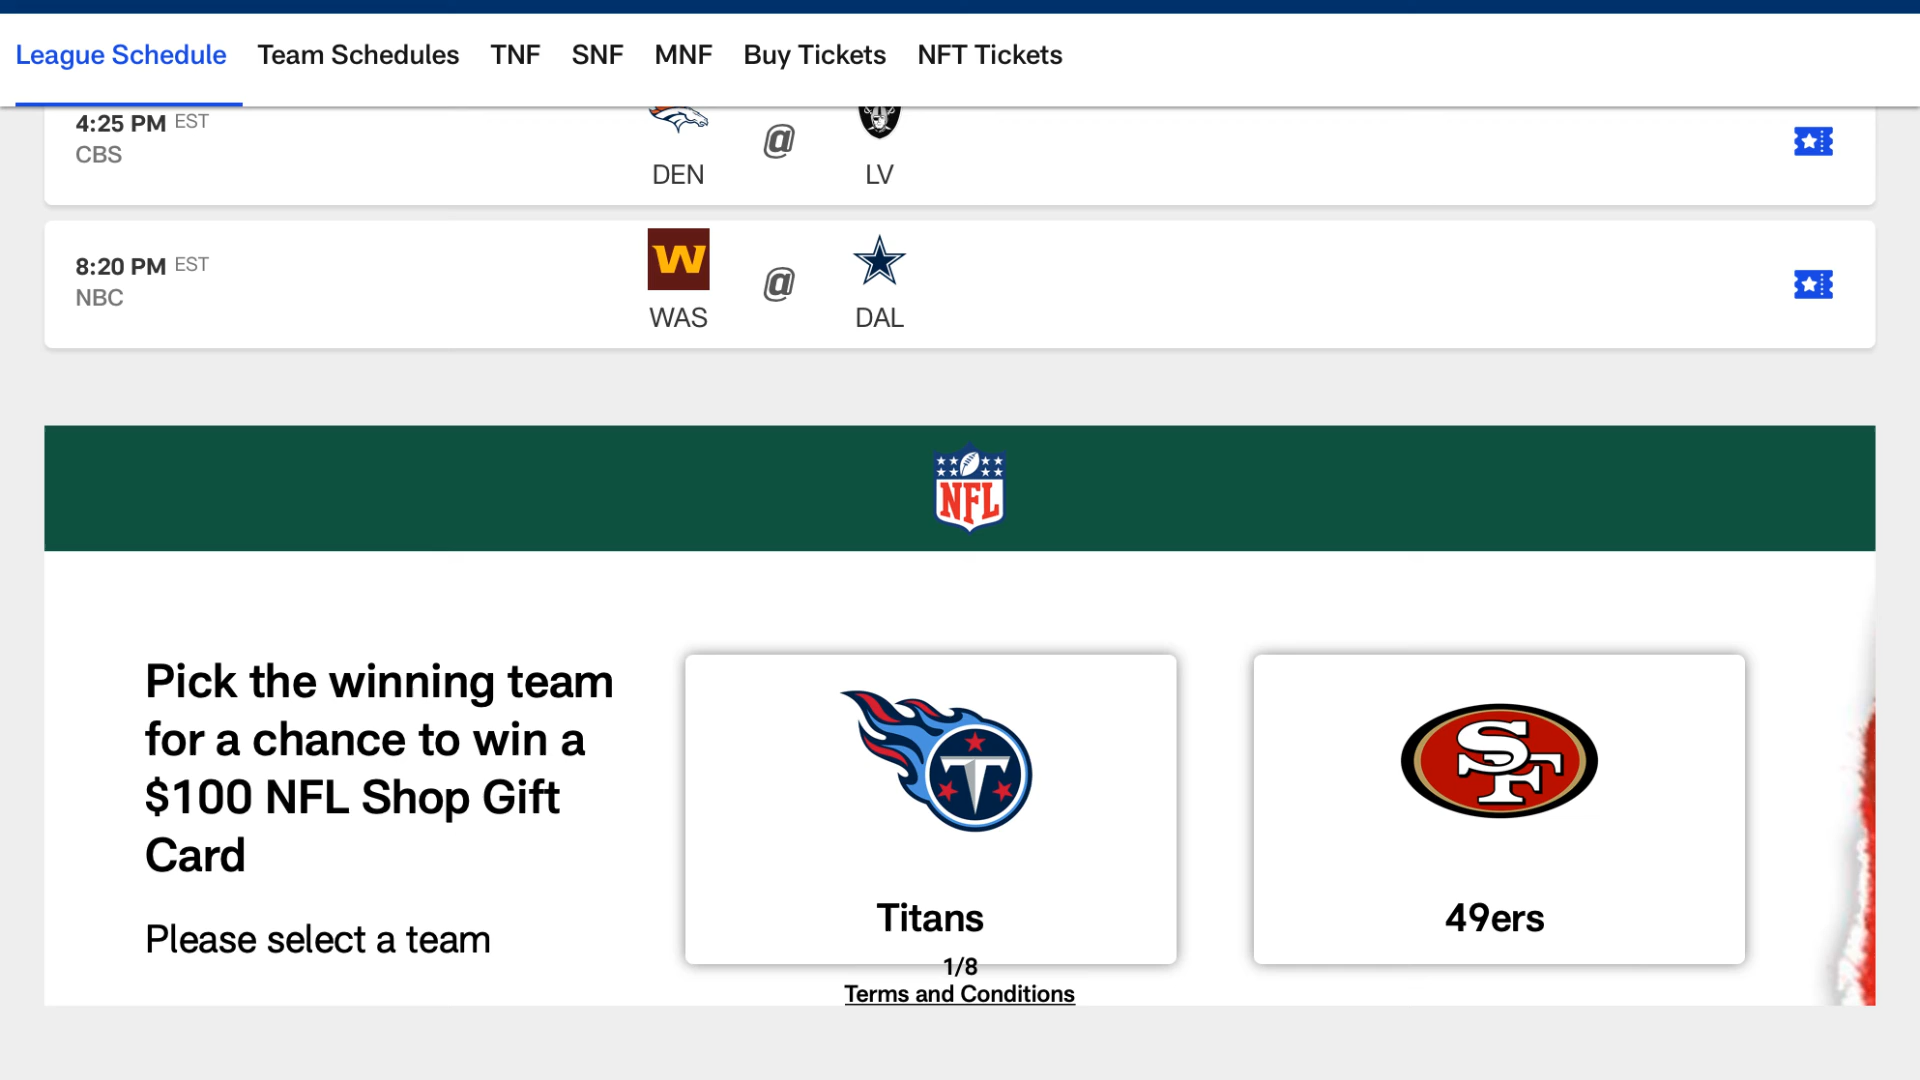 League Schedule Team Schedules TNF SNF MNF Buy Tickets NFT Tickets
4:25 PM EST
CBS
DEN @ LV
8:20 PM EST
NBC
W
WAS @ DAL
NFL
Pick the winning team
for a chance to win a
$100 NFL Shop Gift
Card
Please select a team
T
Titans
SF
49ers
1/8
Terms and Conditions